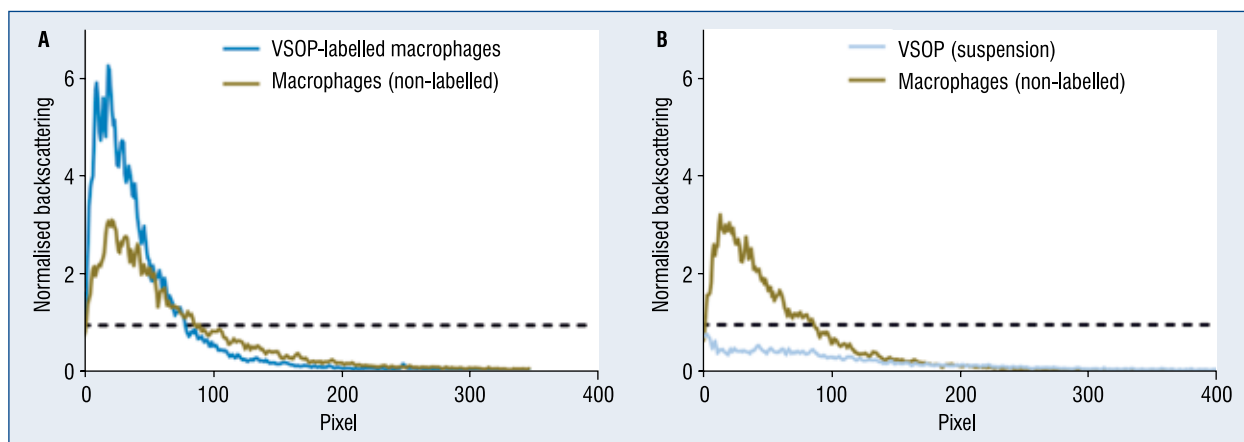 A
VSOP-labelled macrophages
Macrophages (non-labelled)
Normalised backscattering
6
4
2
0
0 100 200 300 400
Pixel
B
VSOP (suspension)
Macrophages (non-labelled)
Normalised backscattering
6
4
2
0
0 100 200 300 400
Pixel